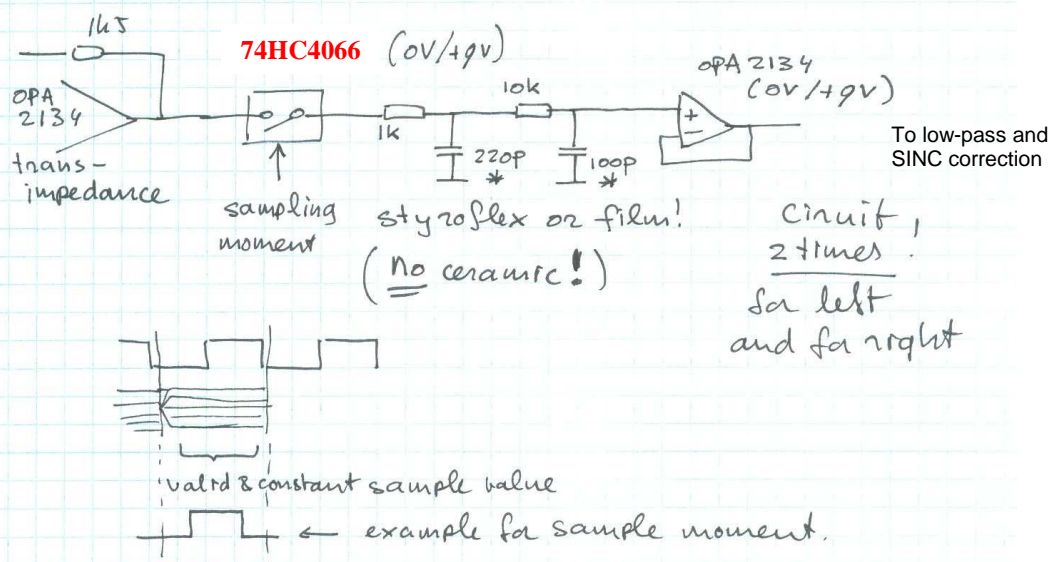 1k5
74HC4066 (0V/+9V)
OPA 2134
(0V/+9V)
10k
OPA
2134
1k
+
−
To low-pass and
SINC correction
220p
*
100p
*
trans-
impedance
sampling
moment
styroflex or film!
(no ceramic!)
Circuit,
2 times.
for left
and for right
valid & constant sample value
← example for sample moment.